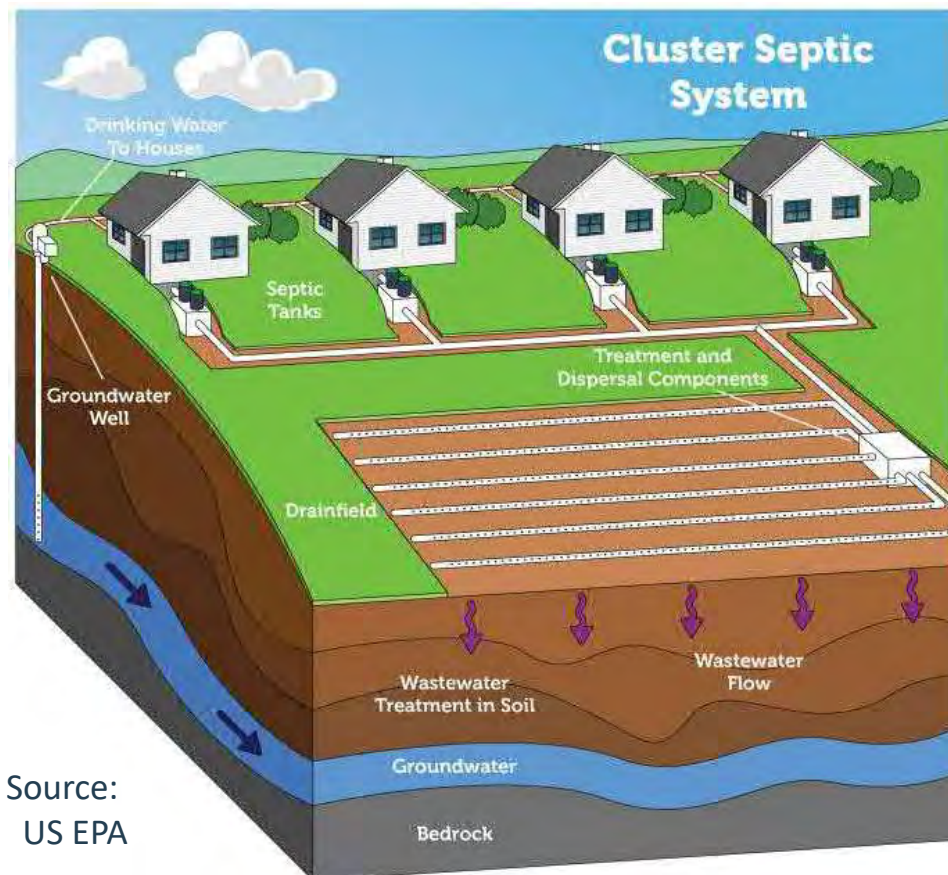 Cluster Septic
System
Drinking Water
To Houses
Septic
Tanks
Treatment and
Dispersal Components
Groundwater
Well
Drainfield
Wastewater
Flow
Wastewater
Treatment in Soil
Groundwater
Bedrock
Source:
US EPA